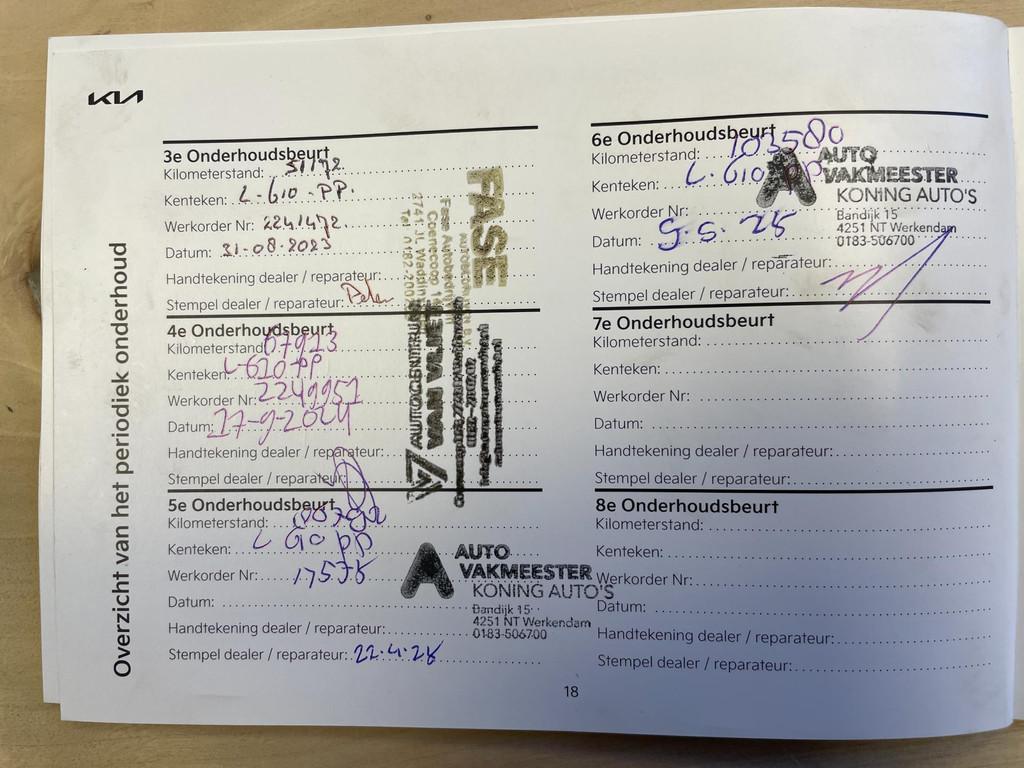 KIA
Overzicht van het periodiek onderhoud
3e Onderhoudsbeurt
Kilometerstand: 51172
Kenteken: L-610-PP.
Werkorder Nr: 2241472
Datum: 31-08-2023
Handtekening dealer / reparateur:
Stempel dealer / reparateur:
FASE
4e Onderhoudsbeurt
Kilometerstand: 67923
Kenteken: L-610-PP
Werkorder Nr: 2249951
Datum: 17-9-2024
Handtekening dealer / reparateur:
Stempel dealer / reparateur:
AUTOCENTRUM
VAN VLIET
5e Onderhoudsbeurt
Kilometerstand:
Kenteken: L 610 PP
Werkorder Nr: 17575
Datum:
Handtekening dealer / reparateur:
Stempel dealer / reparateur: 22.4.25
AUTO
VAKMEESTER
KONING AUTO'S
Bandijk 15
4251 NT Werkendam
0183-506700
6e Onderhoudsbeurt
Kilometerstand: 103580
Kenteken: L-610 PP
Werkorder Nr:
Datum: 9.5.25
Handtekening dealer / reparateur:
Stempel dealer / reparateur:
AUTO
VAKMEESTER
KONING AUTO'S
Bandijk 15
4251 NT Werkendam
0183-506700
7e Onderhoudsbeurt
Kilometerstand:
Kenteken:
Werkorder Nr:
Datum:
Handtekening dealer / reparateur:
Stempel dealer / reparateur:
8e Onderhoudsbeurt
Kilometerstand:
Kenteken:
Werkorder Nr:
Datum:
Handtekening dealer / reparateur:
Stempel dealer / reparateur:
18